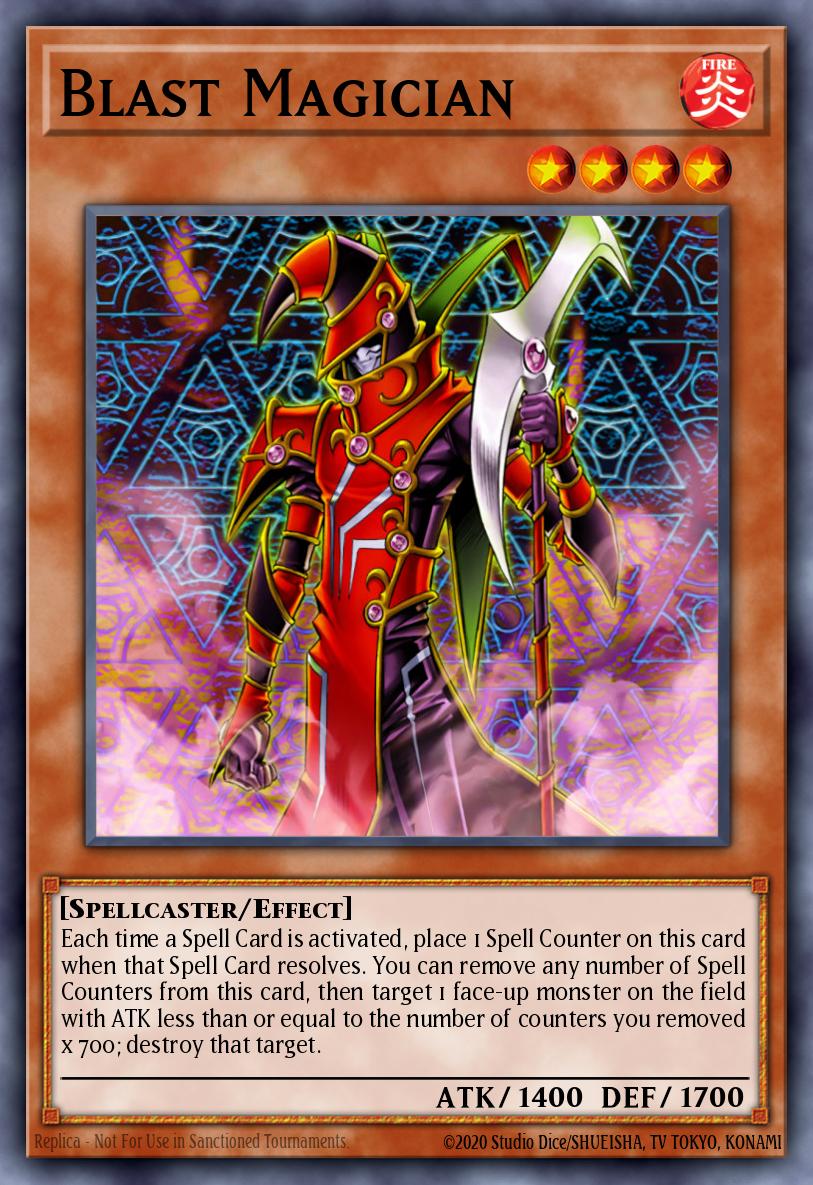 BLAST MAGICIAN
FIRE
炎
[SPELLCASTER/EFFECT]
Each time a Spell Card is activated, place 1 Spell Counter on this card
when that Spell Card resolves. You can remove any number of Spell
Counters from this card, then target 1 face-up monster on the field
with ATK less than or equal to the number of counters you removed
x 700; destroy that target.
ATK/1400 DEF/1700
Replica - Not For Use in Sanctioned Tournaments.
©2020 Studio Dice/SHUEISHA, TV TOKYO, KONAMI